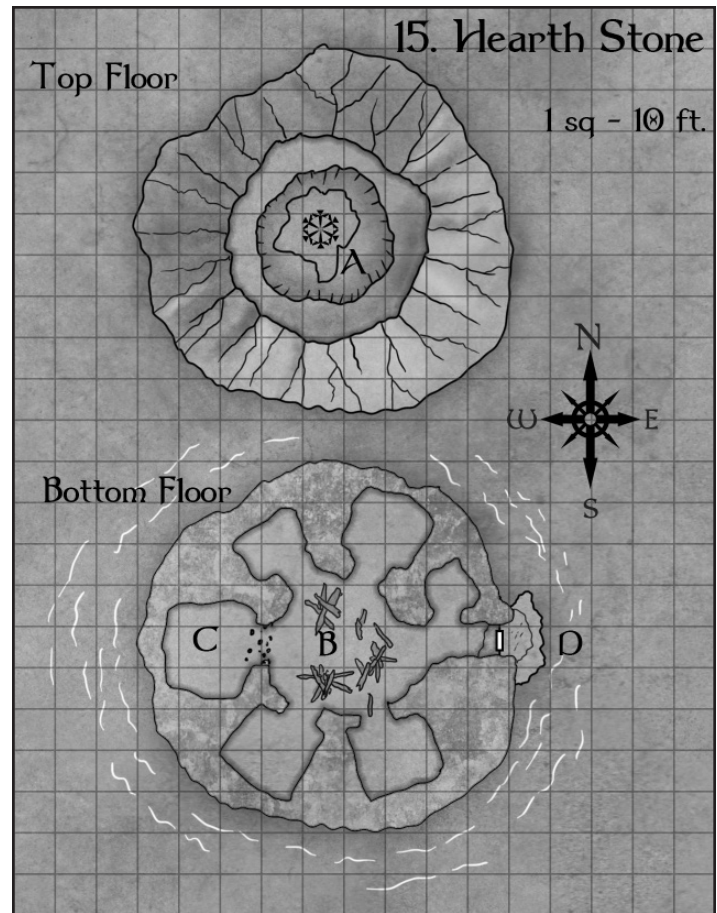 15. Hearth Stone
Top Floor
1 sq - 10 ft.
A
N
W E
S
Bottom Floor
C B D